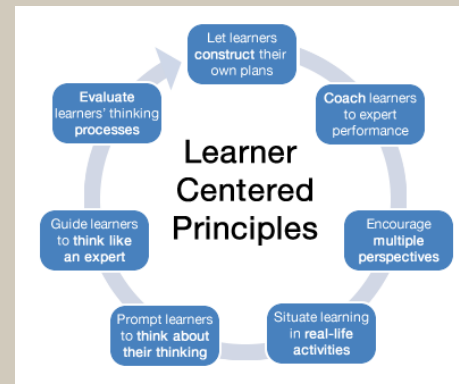 Let learners
construct their
own plans
Coach learners
to expert
performance
Encourage
multiple
perspectives
Situate learning
in real-life
activities
Prompt learners
to think about
their thinking
Guide learners
to think like
an expert
Evaluate
learners' thinking
processes
Learner
Centered
Principles